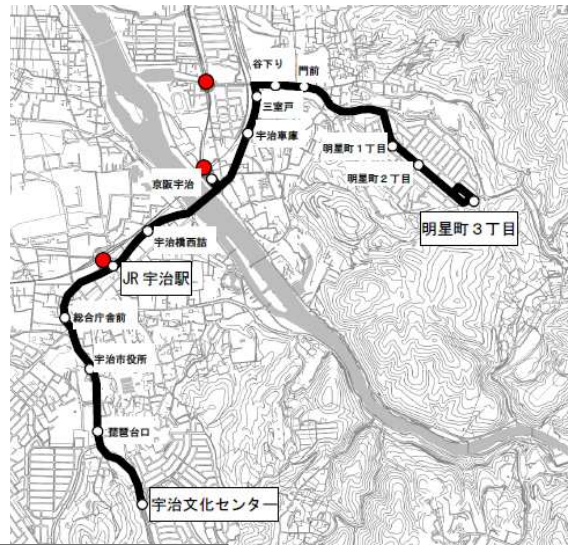 谷下り
門前
三室戸
宇治車庫
明星町1丁目
明星町2丁目
京阪宇治
明星町3丁目
宇治橋西詰
JR 宇治駅
総合庁舎前
宇治市役所
琵琶台口
宇治文化センター